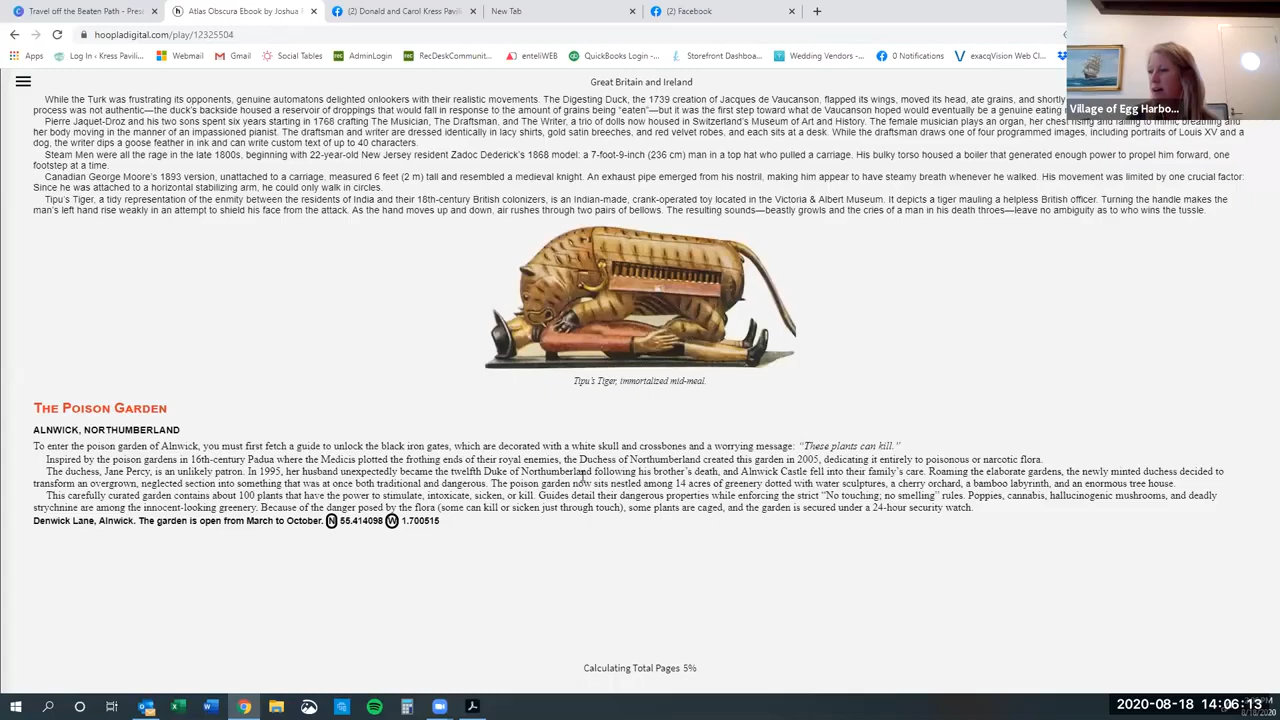 Travel off the Beaten Path - Pres
Atlas Obscura Ebook by Joshua F
(2) Donald and Carol Kress Pavili
New Tab
(2) Facebook
hoopladigital.com/play/12325504
Apps
Log In ‹ Kress Pavili...
Webmail
Gmail
Social Tables
AdminLogin
RecDeskCommunit...
enteliWEB
QuickBooks Login -...
Storefront Dashboa...
Wedding Vendors -...
0 Notifications
exacqVision Web Cl...
Village of Egg Harbo...
Great Britain and Ireland
While the Turk was frustrating its opponents, genuine automatons delighted onlookers with their realistic movements. The Digesting Duck, the 1739 creation of Jacques de Vaucanson, flapped its wings, moved its head, ate grains, and shortly
process was not authentic—the duck's backside housed a reservoir of droppings that would fall in response to the amount of grains being "eaten"—but it was the first step toward what de Vaucanson hoped would eventually be a genuine eating
Pierre Jaquet-Droz and his two sons spent six years starting in 1768 crafting The Musician, The Draftsman, and The Writer, a trio of dolls now housed in Switzerland's Museum of Art and History. The female musician plays an organ, her chest rising and falling to mimic breathing and
her body moving in the manner of an impassioned pianist. The draftsman and writer are dressed identically in lacy shirts, gold satin breeches, and red velvet robes, and each sits at a desk. While the draftsman draws one of four programmed images, including portraits of Louis XV and a
dog, the writer dips a goose feather in ink and can write custom text of up to 40 characters.
Steam Men were all the rage in the late 1800s, beginning with 22-year-old New Jersey resident Zadoc Dederick's 1868 model: a 7-foot-9-inch (236 cm) man in a top hat who pulled a carriage. His bulky torso housed a boiler that generated enough power to propel him forward, one
footstep at a time.
Canadian George Moore's 1893 version, unattached to a carriage, measured 6 feet (2 m) tall and resembled a medieval knight. An exhaust pipe emerged from his nostril, making him appear to have steamy breath whenever he walked. His movement was limited by one crucial factor:
Since he was attached to a horizontal stabilizing arm, he could only walk in circles.
Tipu's Tiger, a tidy representation of the enmity between the residents of India and their 18th-century British colonizers, is an Indian-made, crank-operated toy located in the Victoria & Albert Museum. It depicts a tiger mauling a helpless British officer. Turning the handle makes the
man's left hand rise weakly in an attempt to shield his face from the attack. As the hand moves up and down, air rushes through two pairs of bellows. The resulting sounds—beastly growls and the cries of a man in his death throes—leave no ambiguity as to who wins the tussle.
Tipu's Tiger, immortalized mid-meal.
THE POISON GARDEN
ALNWICK, NORTHUMBERLAND
To enter the poison garden of Alnwick, you must first fetch a guide to unlock the black iron gates, which are decorated with a white skull and crossbones and a worrying message: "These plants can kill."
Inspired by the poison gardens in 16th-century Padua where the Medicis plotted the frothing ends of their royal enemies, the Duchess of Northumberland created this garden in 2005, dedicating it entirely to poisonous or narcotic flora.
The duchess, Jane Percy, is an unlikely patron. In 1995, her husband unexpectedly became the twelfth Duke of Northumberland following his brother's death, and Alnwick Castle fell into their family's care. Roaming the elaborate gardens, the newly minted duchess decided to
transform an overgrown, neglected section into something that was at once both traditional and dangerous. The poison garden now sits nestled among 14 acres of greenery dotted with water sculptures, a cherry orchard, a bamboo labyrinth, and an enormous tree house.
This carefully curated garden contains about 100 plants that have the power to stimulate, intoxicate, sicken, or kill. Guides detail their dangerous properties while enforcing the strict "No touching; no smelling" rules. Poppies, cannabis, hallucinogenic mushrooms, and deadly
strychnine are among the innocent-looking greenery. Because of the danger posed by the flora (some can kill or sicken just through touch), some plants are caged, and the garden is secured under a 24-hour security watch.
Denwick Lane, Alnwick. The garden is open from March to October. N 55.414098 W 1.700515
Calculating Total Pages 5%
2020-08-18 14:06:13